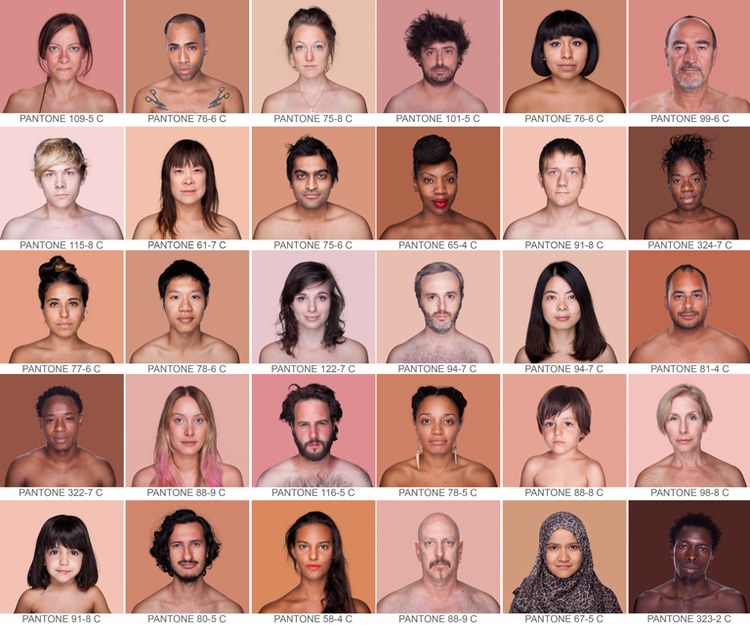 PANTONE 109-5 C
PANTONE 76-6 C
PANTONE 75-8 C
PANTONE 101-5 C
PANTONE 76-6 C
PANTONE 99-6 C
PANTONE 115-8 C
PANTONE 61-7 C
PANTONE 75-6 C
PANTONE 65-4 C
PANTONE 91-8 C
PANTONE 324-7 C
PANTONE 77-6 C
PANTONE 78-6 C
PANTONE 122-7 C
PANTONE 94-7 C
PANTONE 94-7 C
PANTONE 81-4 C
PANTONE 322-7 C
PANTONE 88-9 C
PANTONE 116-5 C
PANTONE 78-5 C
PANTONE 88-8 C
PANTONE 98-8 C
PANTONE 91-8 C
PANTONE 80-5 C
PANTONE 58-4 C
PANTONE 88-9 C
PANTONE 67-5 C
PANTONE 323-2 C